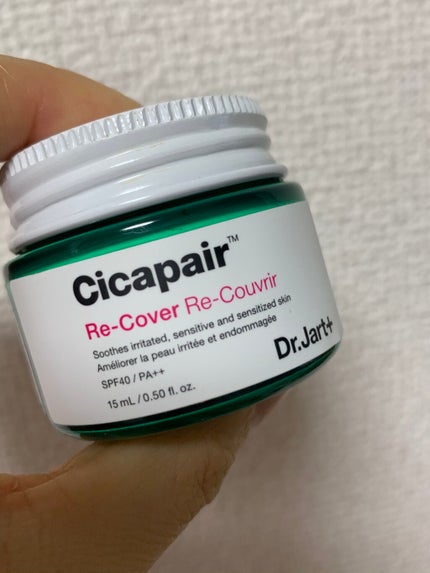 Cicapair™
Re-Cover Re-Couvrir
Soothes irritated, sensitive and sensitized skin
Améliorer la peau irritée et endommagée
SPF40 / PA++
15 mL / 0.50 fl. oz.
Dr.Jart+